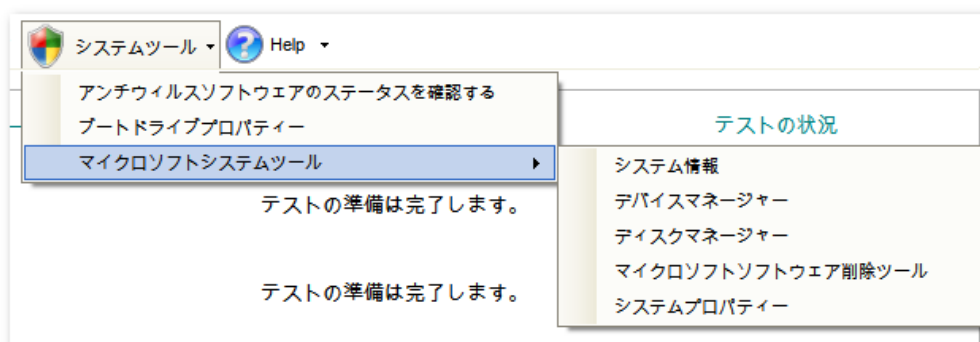 システムツール
Help
アンチウィルスソフトウェアのステータスを確認する
ブートドライブプロパティー
マイクロソフトシステムツール
テストの状況
システム情報
デバイスマネージャー
ディスクマネージャー
マイクロソフトソフトウェア削除ツール
システムプロパティー
テストの準備は完了します。
テストの準備は完了します。